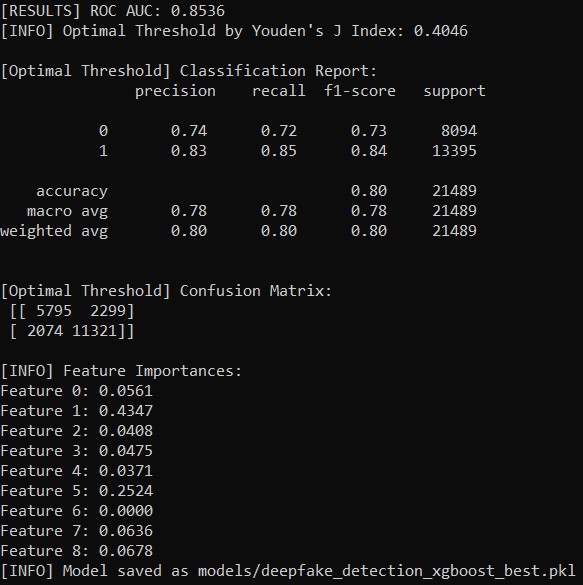 [RESULTS] ROC AUC: 0.8536
[INFO] Optimal Threshold by Youden's J Index: 0.4046
[Optimal Threshold] Classification Report:
precision recall f1-score support
0 0.74 0.72 0.73 8094
1 0.83 0.85 0.84 13395
accuracy 0.80 21489
macro avg 0.78 0.78 0.78 21489
weighted avg 0.80 0.80 0.80 21489
[Optimal Threshold] Confusion Matrix:
[[ 5795 2299]
[ 2074 11321]]
[INFO] Feature Importances:
Feature 0: 0.0561
Feature 1: 0.4347
Feature 2: 0.0408
Feature 3: 0.0475
Feature 4: 0.0371
Feature 5: 0.2524
Feature 6: 0.0000
Feature 7: 0.0636
Feature 8: 0.0678
[INFO] Model saved as models/deepfake_detection_xgboost_best.pkl